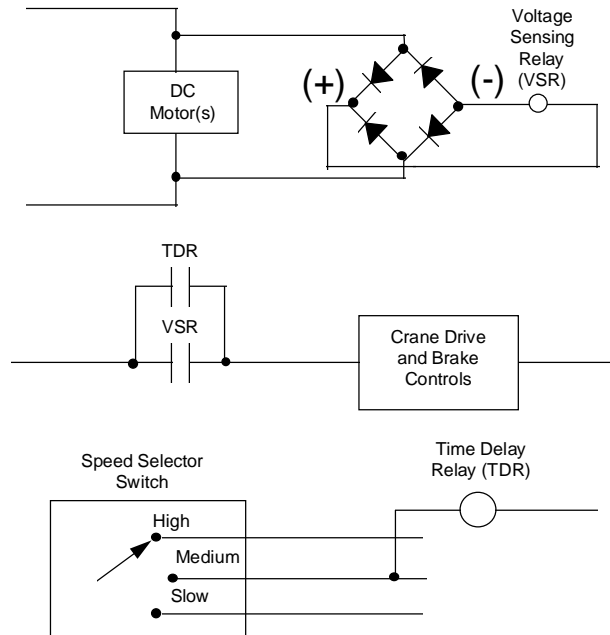 Voltage
Sensing
Relay
(VSR)
DC
Motor(s)
(+)
(-)
TDR
VSR
Crane Drive
and Brake
Controls
Speed Selector
Switch
Time Delay
Relay (TDR)
High
Medium
Slow